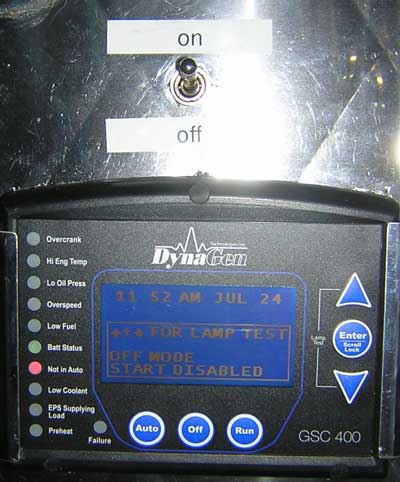 on
off
Technologies Inc.
DynaGen
Overcrank
Hi Eng Temp
Lo Oil Press
Overspeed
Low Fuel
Batt Status
Not in Auto
Low Coolant
EPS Supplying
Load
Preheat
Failure
11 52 AM JUL 24
FOR LAMP TEST
OFF MODE
START DISABLED
Lamp
Test
Enter
Scroll
Lock
Auto
Off
Run
GSC 400